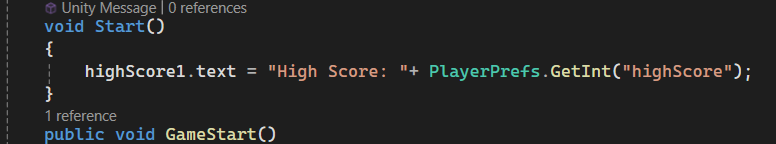 Unity Message | 0 references
void Start()
{
highScore1.text = "High Score: "+ PlayerPrefs.GetInt("highScore");
}
1 reference
public void GameStart()